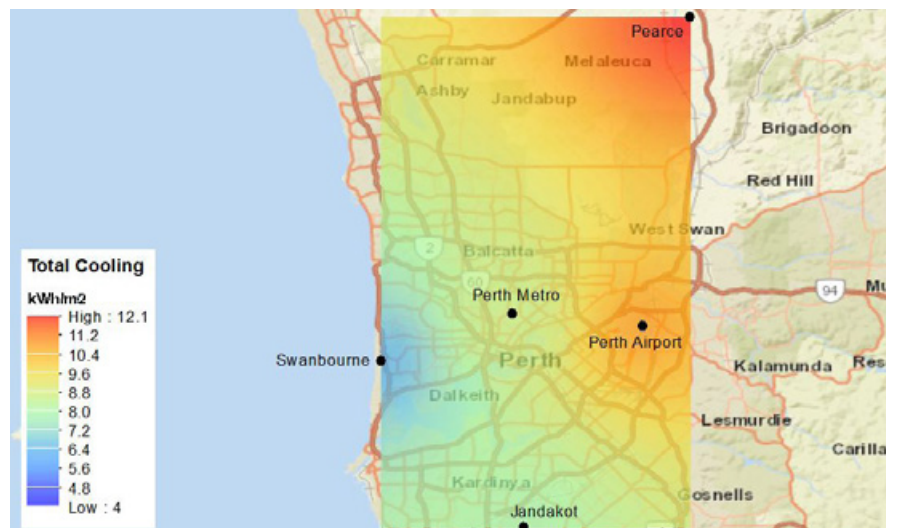 Pearce
Carramar
Melaleuca
Ashby
Jandabup
Brigadoon
Red Hill
West Swan
2
Balcatta
Total Cooling
60
94
Mu
kWh/m2
Perth Metro
High : 12.1
11.2
10.4
Perth Airport
Swanbourne
Perth
9.6
Kalamunda
Res
8.8
Dalkeith
8.0
Lesmurdie
7.2
6.4
Carilla
5.6
Kardinya
4.8
Gosnells
Low : 4
Jandakot